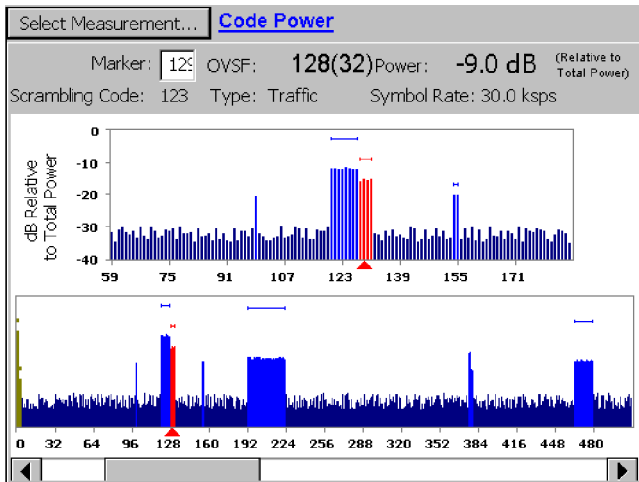 Select Measurement... Code Power
Marker: 129 OVSF: 128(32) Power: -9.0 dB (Relative to Total Power)
Scrambling Code: 123 Type: Traffic Symbol Rate: 30.0 ksps
dB Relative
to Total Power
0
-10
-20
-30
-40
59 75 91 107 123 139 155 171
0 32 64 96 128 160 192 224 256 288 320 352 384 416 448 480